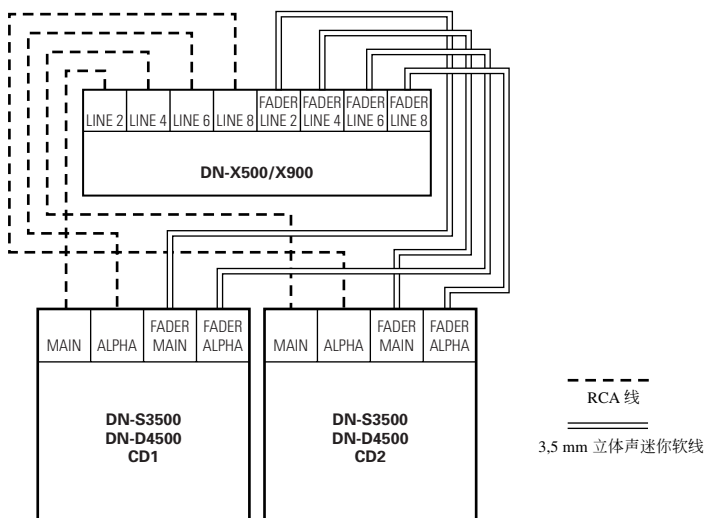 LINE 2 LINE 4 LINE 6 LINE 8 FADER LINE 2 FADER LINE 4 FADER LINE 6 FADER LINE 8
DN-X500/X900
MAIN ALPHA FADER MAIN FADER ALPHA
DN-S3500
DN-D4500
CD1
MAIN ALPHA FADER MAIN FADER ALPHA
DN-S3500
DN-D4500
CD2
RCA 线
3,5 mm 立体声迷你软线